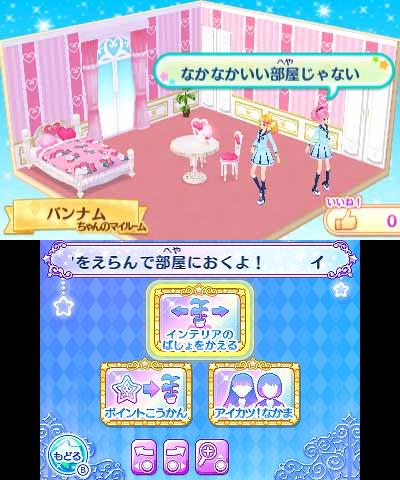 なかなかいい部屋じゃない
へや
バンナム
ちゃんのマイルーム
いいね！
0
をえらんで部屋におくよ！　　イ
へや
インテリアの
ばしょをかえる
ポイントこうかん
アイカツ！なかま
もどる
B